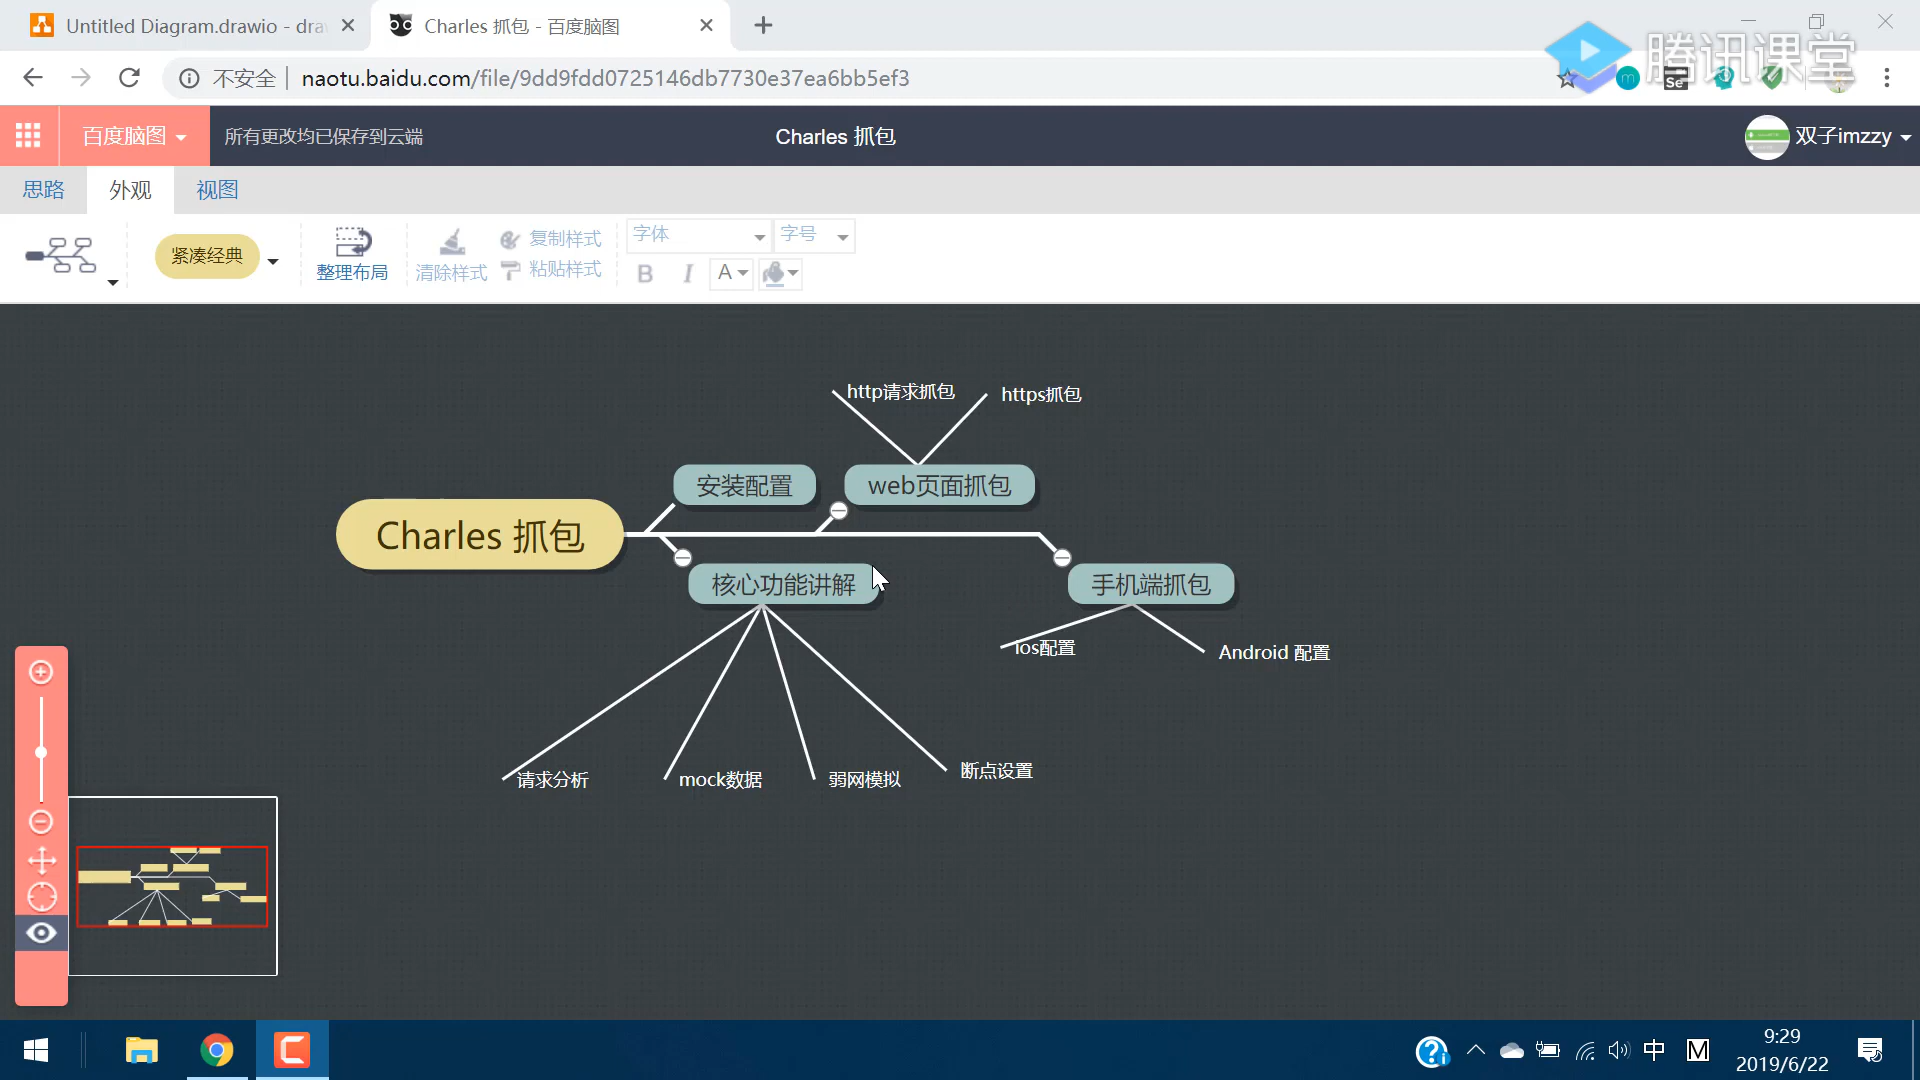 Untitled Diagram.drawio - dra
Charles 抓包 - 百度脑图
腾讯课堂
不安全
naotu.baidu.com/file/9dd9fdd0725146db7730e37ea6bb5ef3
Se
百度脑图
所有更改均已保存到云端
Charles 抓包
双子imzzy
思路
外观
视图
紧凑经典
整理布局
清除样式
复制样式
粘贴样式
字体
字号
B
I
A
http请求抓包
https抓包
安装配置
web页面抓包
Charles 抓包
核心功能讲解
手机端抓包
ios配置
Android 配置
请求分析
mock数据
弱网模拟
断点设置
中
M
9:29
2019/6/22